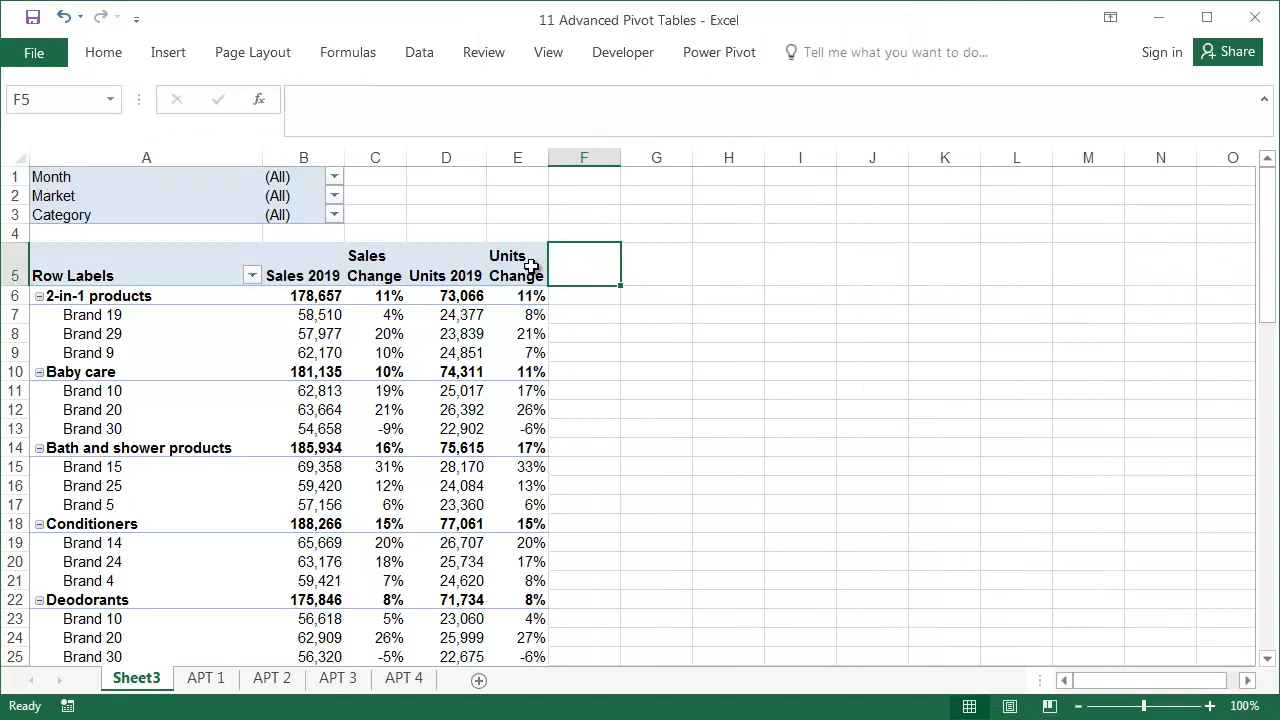 11 Advanced Pivot Tables - Excel
File Home Insert Page Layout Formulas Data Review View Developer Power Pivot Tell me what you want to do... Sign in Share
F5 fx
A B C D E F G H I J K L M N O
1 Month (All)
2 Market (All)
3 Category (All)
4
Sales Units
5 Row Labels Sales 2019 Change Units 2019 Change
6 2-in-1 products 178,657 11% 73,066 11%
7 Brand 19 58,510 4% 24,377 8%
8 Brand 29 57,977 20% 23,839 21%
9 Brand 9 62,170 10% 24,851 7%
10 Baby care 181,135 10% 74,311 11%
11 Brand 10 62,813 19% 25,017 17%
12 Brand 20 63,664 21% 26,392 26%
13 Brand 30 54,658 -9% 22,902 -6%
14 Bath and shower products 185,934 16% 75,615 17%
15 Brand 15 69,358 31% 28,170 33%
16 Brand 25 59,420 12% 24,084 13%
17 Brand 5 57,156 6% 23,360 6%
18 Conditioners 188,266 15% 77,061 15%
19 Brand 14 65,669 20% 26,707 20%
20 Brand 24 63,176 18% 25,734 17%
21 Brand 4 59,421 7% 24,620 8%
22 Deodorants 175,846 8% 71,734 8%
23 Brand 10 56,618 5% 23,060 4%
24 Brand 20 62,909 26% 25,999 27%
25 Brand 30 56,320 -5% 22,675 -6%
Sheet3 APT 1 APT 2 APT 3 APT 4
Ready 100%